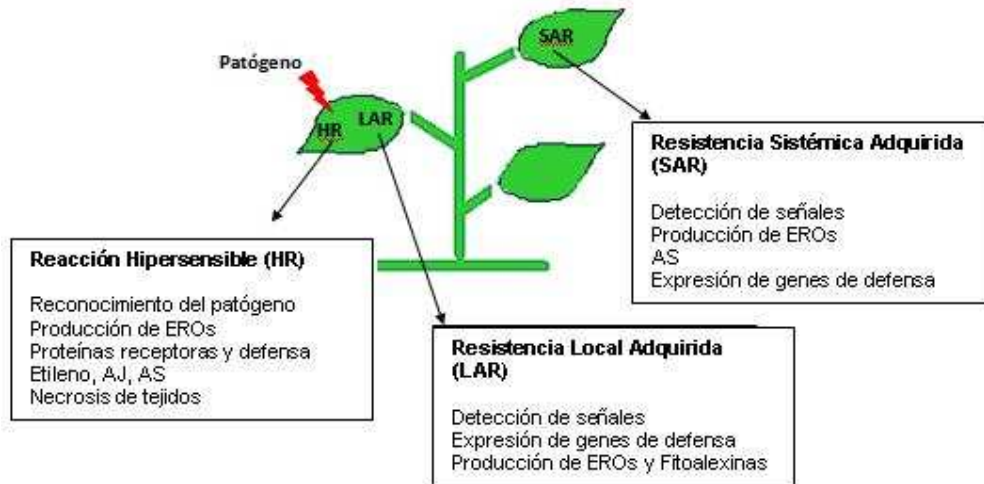 SAR
Patógeno
HR LAR
Resistencia Sistémica Adquirida
(SAR)
Detección de señales
Producción de EROs
AS
Expresión de genes de defensa
Reacción Hipersensible (HR)
Reconocimiento del patógeno
Producción de EROs
Proteínas receptoras y defensa
Etileno, AJ, AS
Necrosis de tejidos
Resistencia Local Adquirida
(LAR)
Detección de señales
Expresión de genes de defensa
Producción de EROs y Fitoalexinas